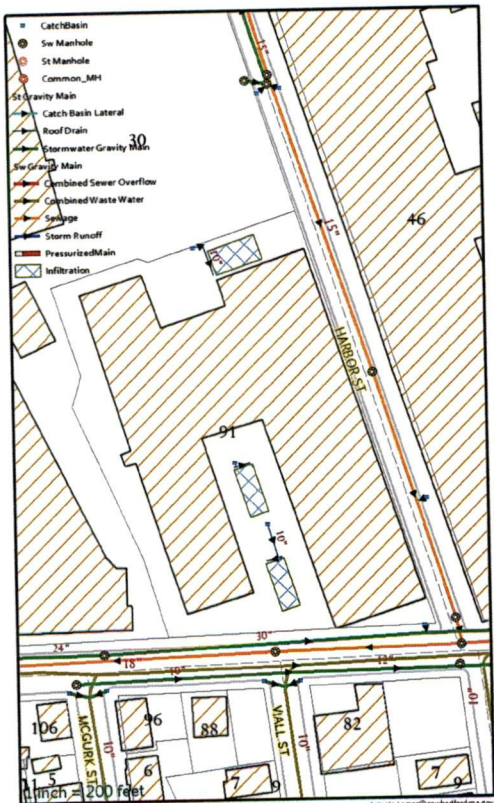 CatchBasin
Sw Manhole
St Manhole
Common_MH
St Gravity Main
Catch Basin Lateral
Roof Drain
Stormwater Gravity Main
Sw Gravity Main
Combined Sewer Overflow
Combined Waste Water
Sewage
Storm Runoff
PressurizedMain
Infiltration
15"
30
46
15"
10"
HARBOR ST
91
10"
24"
30"
18"
12"
10"
106
MCGURK ST
10"
96
88
VIALL ST
10"
82
5
6
7
9
7
9
1 inch = 200 feet